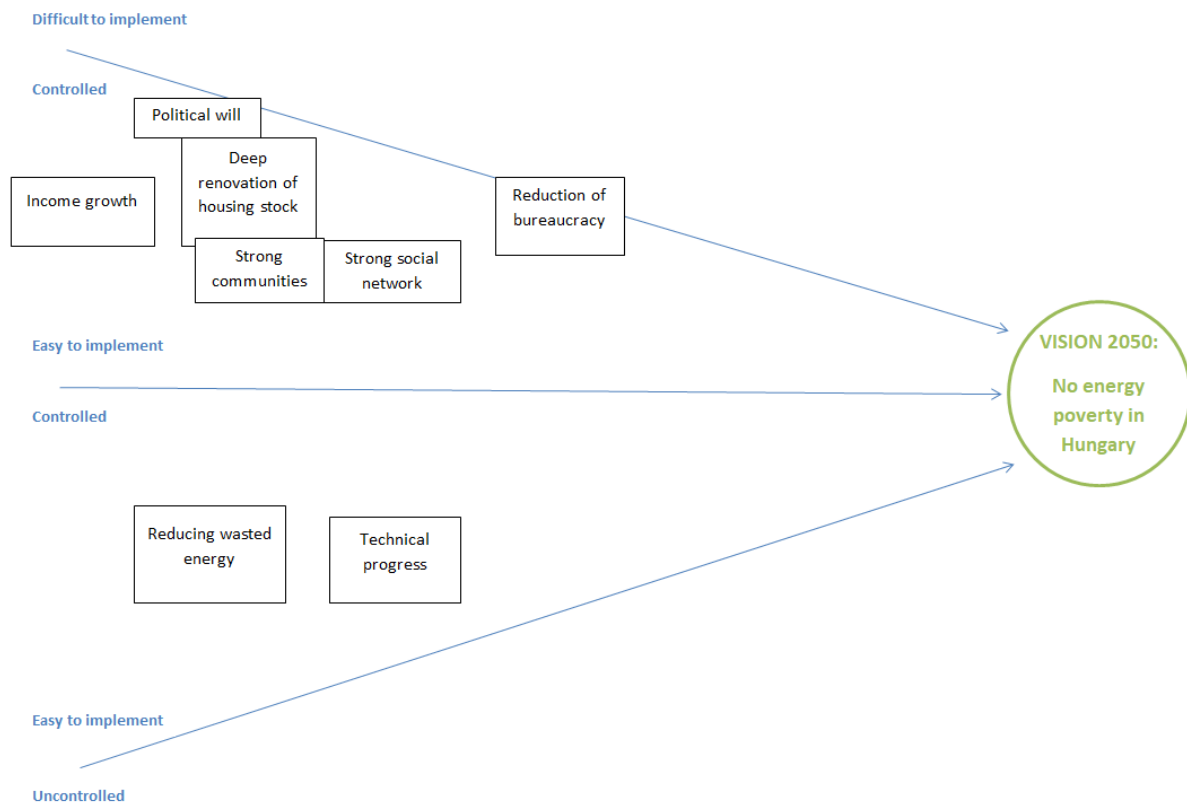 Difficult to implement
Controlled
Political will
Deep
renovation of
housing stock
Income growth
Reduction of
bureaucracy
Strong
communities
Strong social
network
Easy to implement
VISION 2050:
No energy
poverty in
Hungary
Controlled
Reducing wasted
energy
Technical
progress
Easy to implement
Uncontrolled